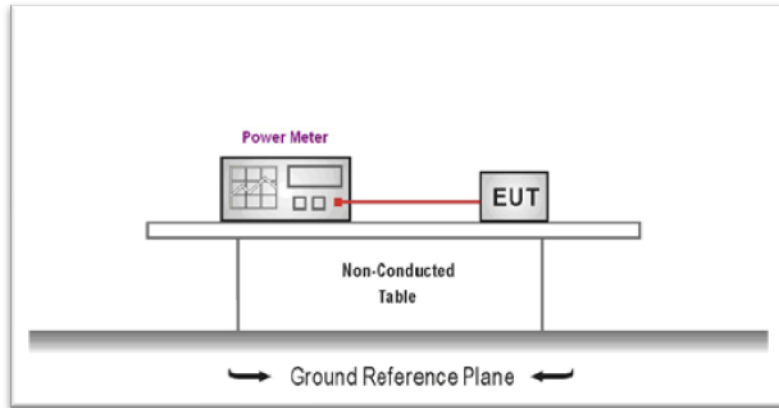 Power Meter
EUT
Non-Conducted
Table
Ground Reference Plane